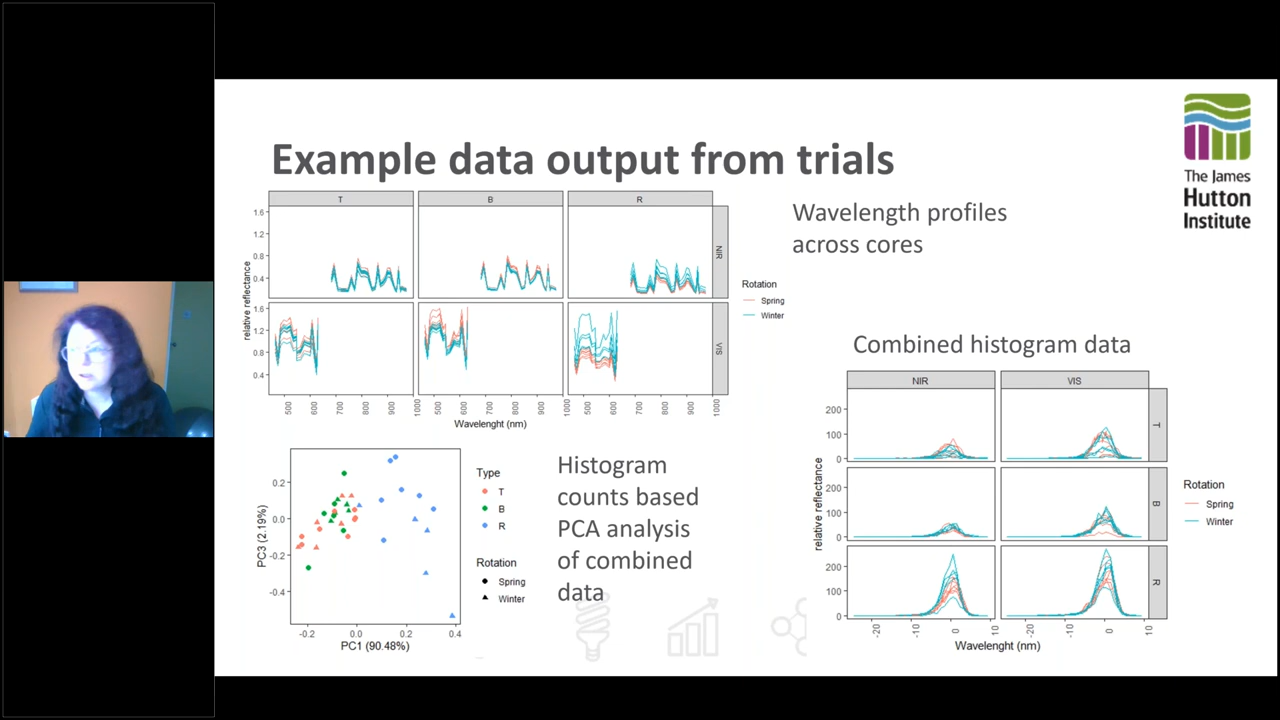 Example data output from trials
The James
Hutton
Institute
T
B
R
1.6
1.2
0.8
0.4
NIR
1.6
1.2
0.8
0.4
VIS
relative reflectance
500
600
700
800
900
1000
500
600
700
800
900
1000
500
600
700
800
900
1000
Wavelenght (nm)
Rotation
Spring
Winter
Wavelength profiles
across cores
Combined histogram data
NIR
VIS
200
100
0
T
200
100
0
B
200
100
0
R
relative reflectance
-20
-10
0
10
-20
-10
0
10
Wavelenght (nm)
Rotation
Spring
Winter
0.2
0.0
-0.2
-0.4
PC3 (2.19%)
-0.2
0.0
0.2
0.4
PC1 (90.48%)
Type
T
B
R
Rotation
Spring
Winter
Histogram
counts based
PCA analysis
of combined
data